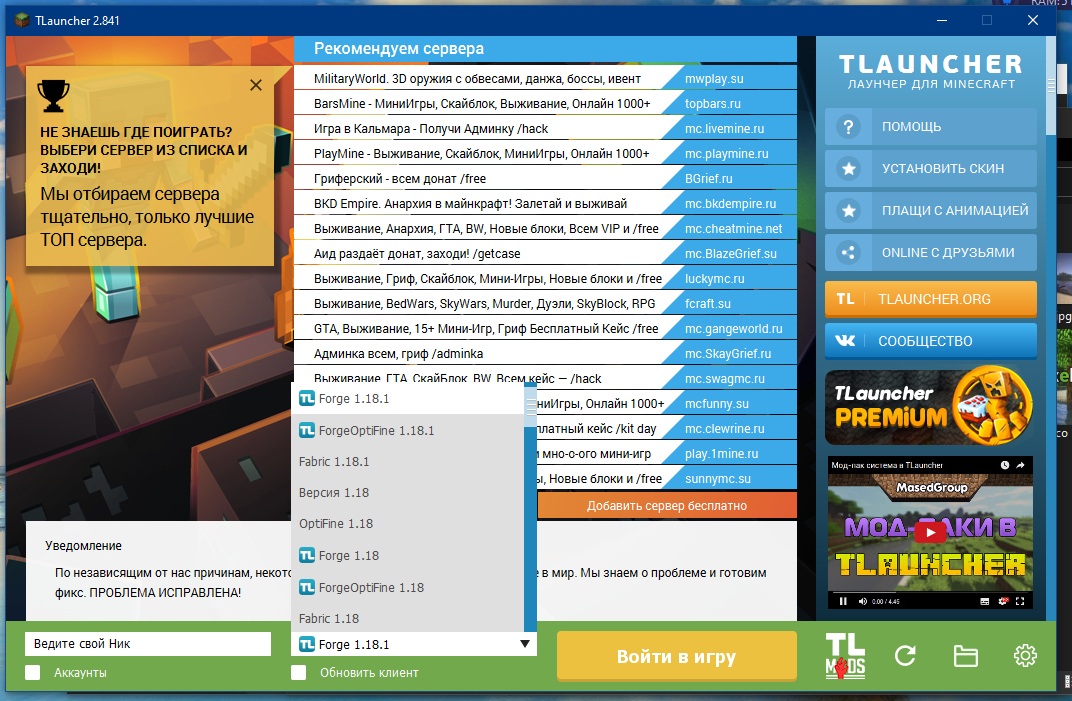 RAM:5
TLauncher 2.841
НЕ ЗНАЕШЬ ГДЕ ПОИГРАТЬ?
ВЫБЕРИ СЕРВЕР ИЗ СПИСКА И
ЗАХОДИ!
Мы отбираем сервера
тщательно, только лучшие
ТОП сервера.
Рекомендуем сервера
MilitaryWorld. 3D оружия с обвесами, данжа, боссы, ивент mwplay.su
BarsMine - МиниИгры, Скайблок, Выживание, Онлайн 1000+ topbars.ru
Игра в Кальмара - Получи Админку /hack mc.livemine.ru
PlayMine - Выживание, Скайблок, МиниИгры, Онлайн 1000+ mc.playmine.ru
Гриферский - всем донат /free BGrief.ru
BKD Empire. Анархия в майнкрафт! Залетай и выживай mc.bkdempire.ru
Выживание, Анархия, ГТА, BW, Новые блоки, Всем VIP и /free mc.cheatmine.net
Аид раздаёт донат, заходи! /getcase mc.BlazeGrief.su
Выживание, Гриф, Скайблок, Мини-Игры, Новые блоки и /free luckymc.ru
Выживание, BedWars, SkyWars, Murder, Дуэли, SkyBlock, RPG fcraft.su
GTA, Выживание, 15+ Мини-Игр, Гриф Бесплатный Кейс /free mc.gangeworld.ru
Админка всем, гриф /adminka mc.SkayGrief.ru
Выживание, ГТА, СкайБлок, BW, Всем кейс — /hack mc.swagmc.ru
ниИгры, Онлайн 1000+ mcfunny.su
платный кейс /kit day mc.clewrine.ru
и мно-о-ого мини-игр play.1mine.ru
ы, Новые блоки и /free sunnymc.su
Добавить сервер бесплатно
TL Forge 1.18.1
TL ForgeOptiFine 1.18.1
Fabric 1.18.1
Версия 1.18
OptiFine 1.18
TL Forge 1.18
TL ForgeOptiFine 1.18
Fabric 1.18
TL Forge 1.18.1
Уведомление
По независящим от нас причинам, некото е в мир. Мы знаем о проблеме и готовим
фикс. ПРОБЛЕМА ИСПРАВЛЕНА!
Ведите свой Ник
Аккаунты
Обновить клиент
Войти в игру
TL
MODS
TLAUNCHER
ЛАУНЧЕР ДЛЯ MINECRAFT
? ПОМОЩЬ
УСТАНОВИТЬ СКИН
ПЛАЩИ С АНИМАЦИЕЙ
ONLINE С ДРУЗЬЯМИ
TL TLAUNCHER.ORG
СООБЩЕСТВО
TLauncher
PREMIUM
Мод-пак система в TLauncher
MasedGroup
МОД-ПАКИ В
TLAUNCHER
0:00 / 4:45